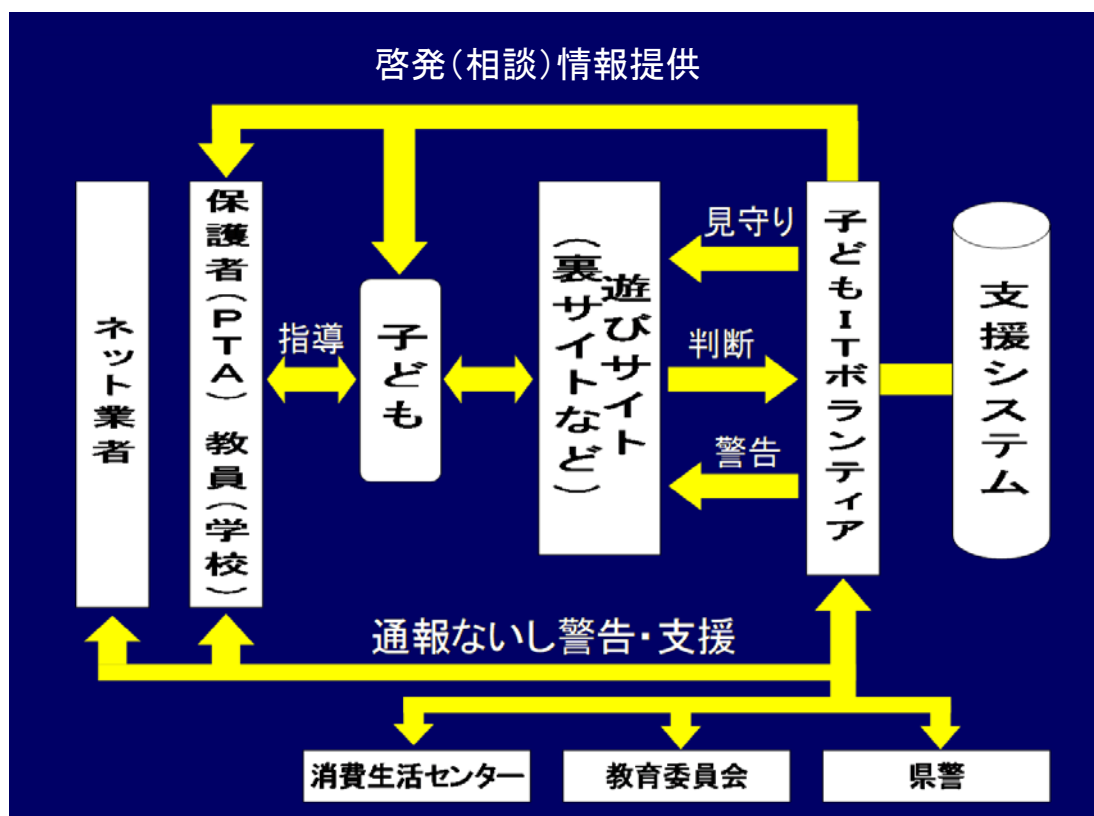 啓発（相談）情報提供
ネット業者
保護者（PTA）教員（学校）
指導
子ども
遊びサイト
（裏サイトなど）
見守り
判断
警告
子どもITボランティア
支援システム
通報ないし警告・支援
消費生活センター
教育委員会
県警